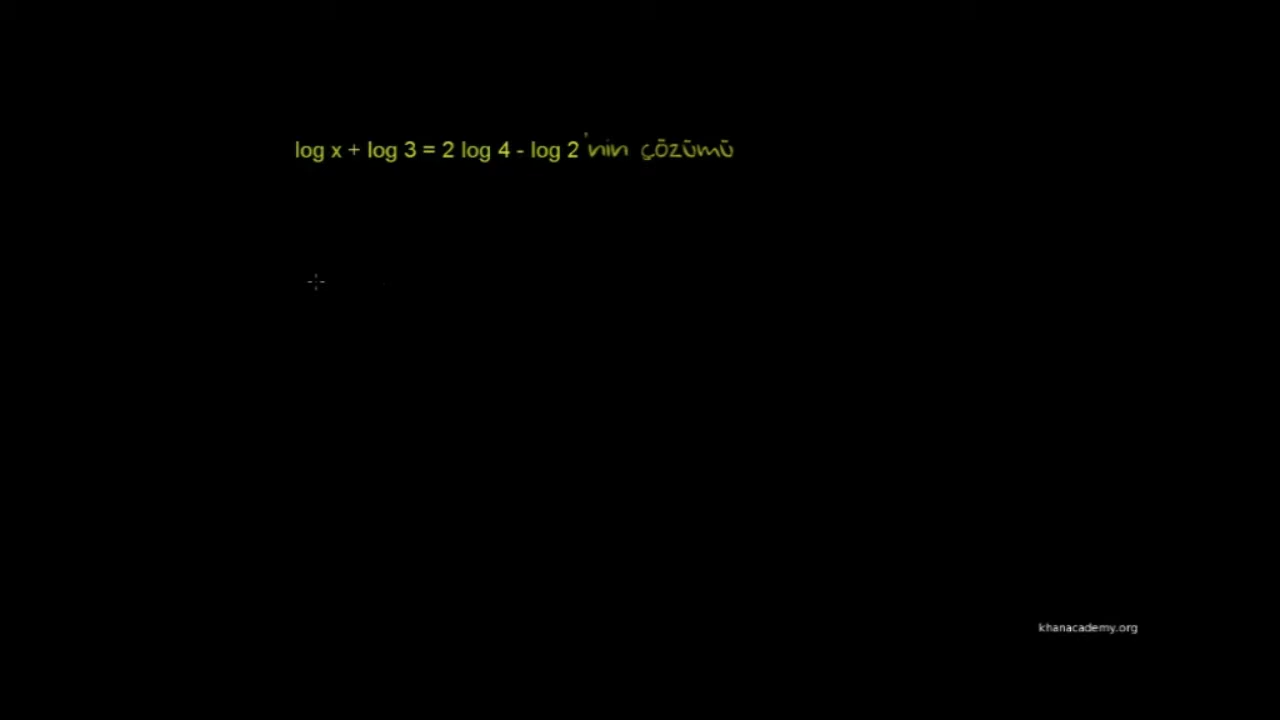 log x + log 3 = 2 log 4 - log 2'nin çözümü
khanacademy.org